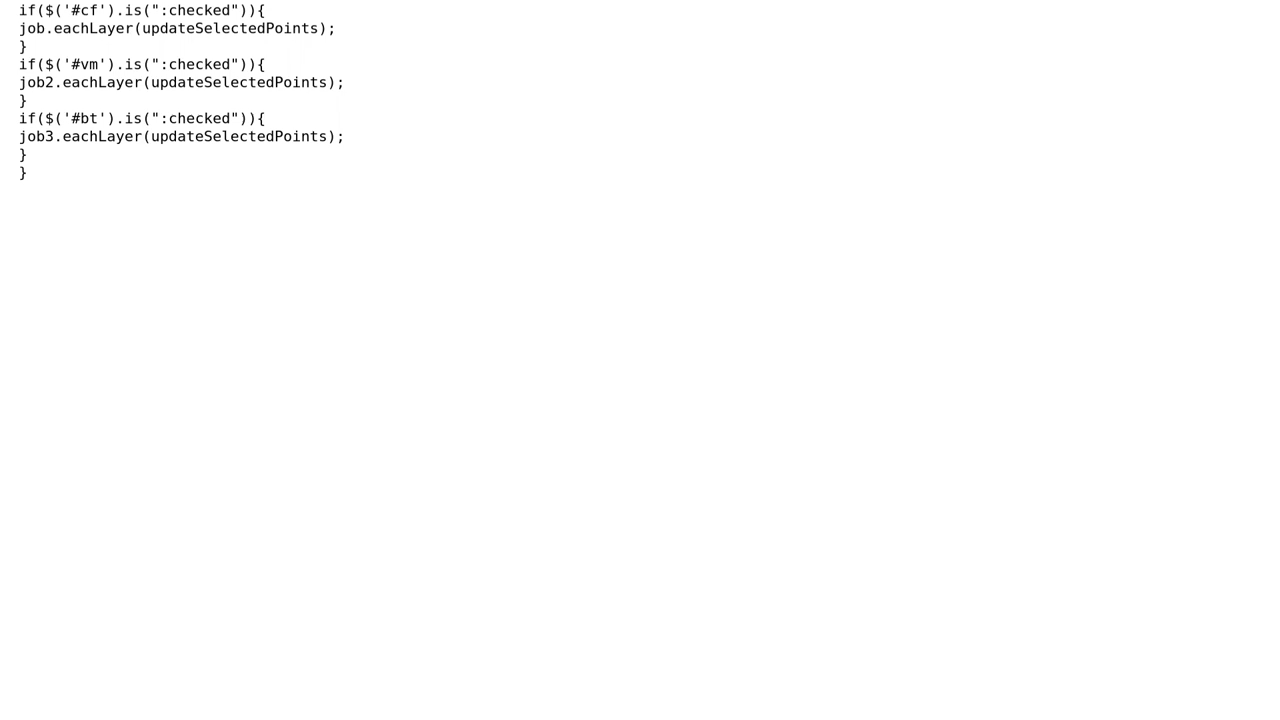 if($('#cf').is(":checked")){
job.eachLayer(updateSelectedPoints);
}
if($('#vm').is(":checked")){
job2.eachLayer(updateSelectedPoints);
}
if($('#bt').is(":checked")){
job3.eachLayer(updateSelectedPoints);
}
}